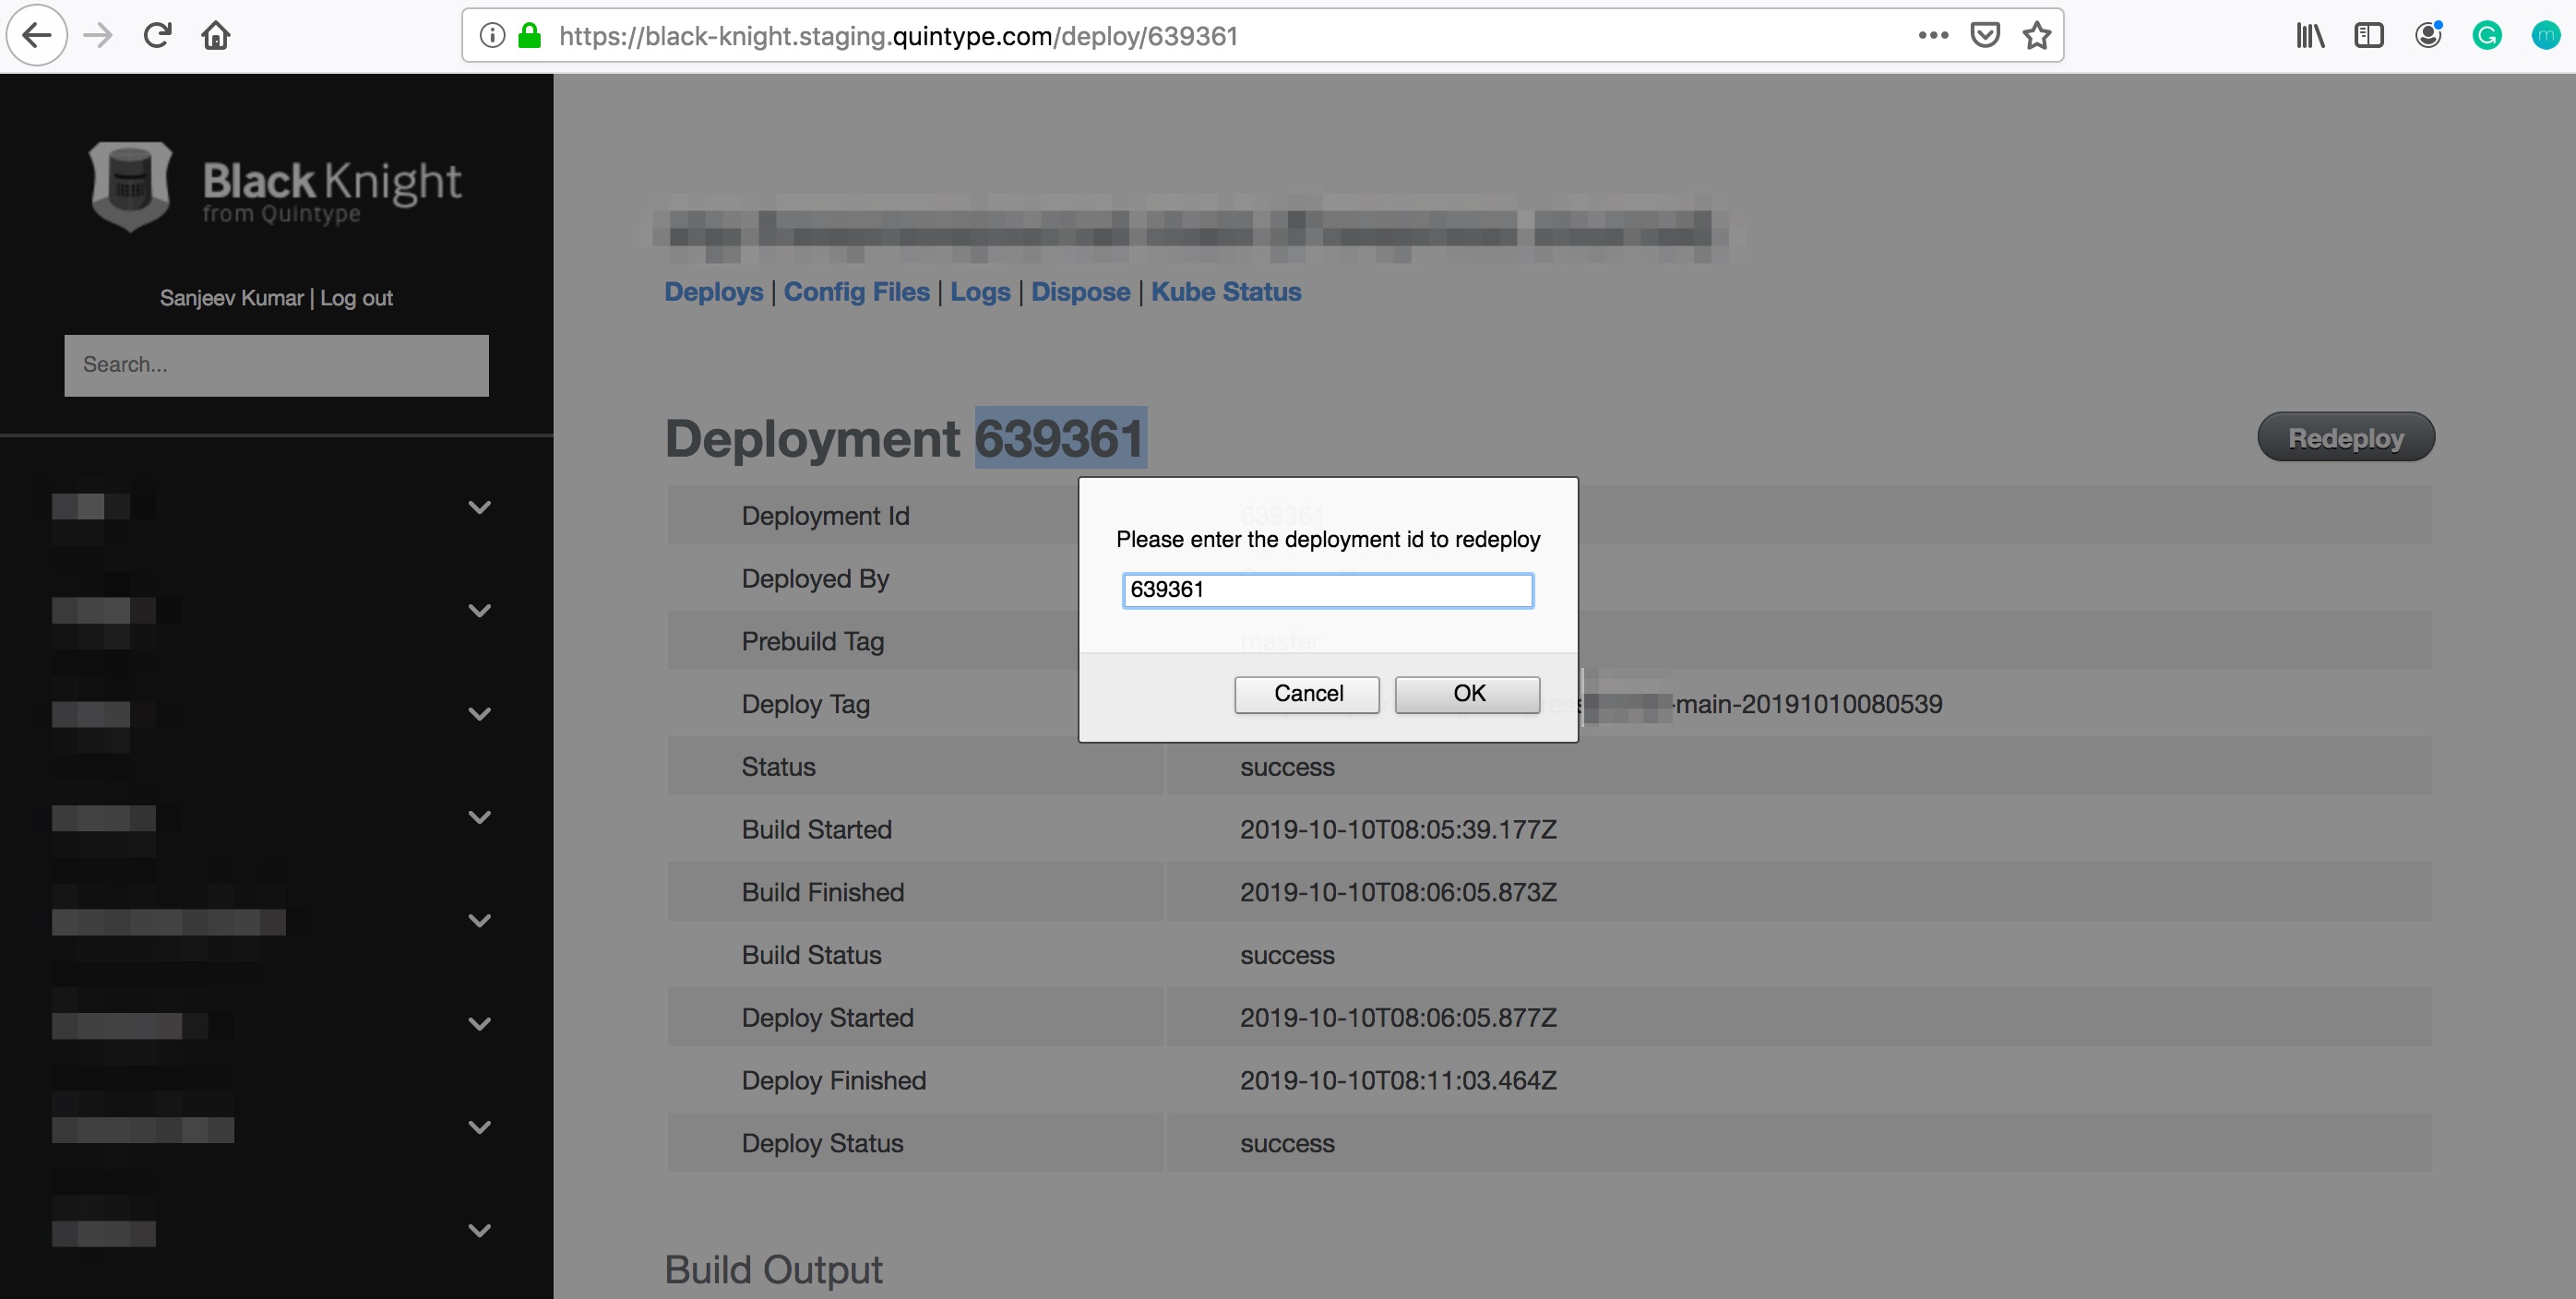 https://black-knight.staging.quintype.com/deploy/639361
Black Knight
from Quintype
Sanjeev Kumar | Log out
Search...
Deploys | Config Files | Logs | Dispose | Kube Status
Deployment 639361
Redeploy
Please enter the deployment id to redeploy
639361
Cancel
OK
Deployment Id 639361
Deployed By
Prebuild Tag master
Deploy Tag -main-20191010080539
Status success
Build Started 2019-10-10T08:05:39.177Z
Build Finished 2019-10-10T08:06:05.873Z
Build Status success
Deploy Started 2019-10-10T08:06:05.877Z
Deploy Finished 2019-10-10T08:11:03.464Z
Deploy Status success
Build Output